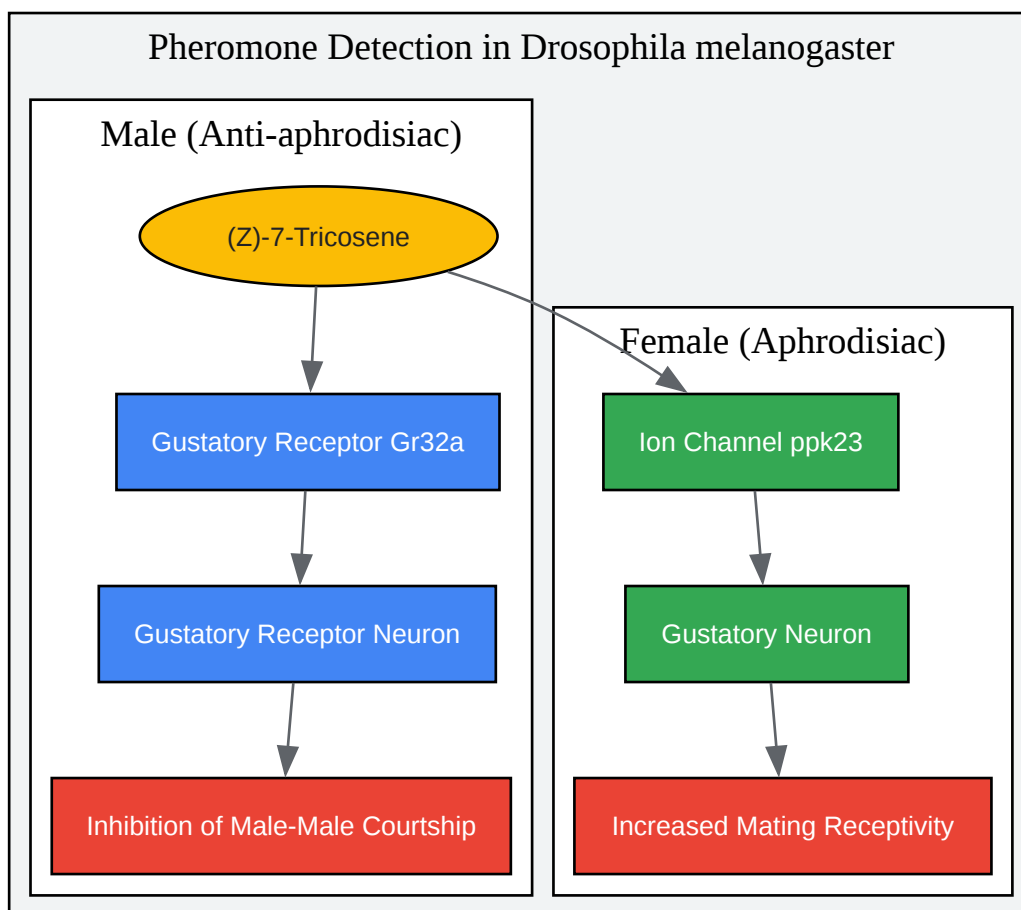 Pheromone Detection in Drosophila melanogaster
Male (Anti-aphrodisiac)
(Z)-7-Tricosene
Gustatory Receptor Gr32a
Gustatory Receptor Neuron
Inhibition of Male-Male Courtship
Female (Aphrodisiac)
Ion Channel ppk23
Gustatory Neuron
Increased Mating Receptivity